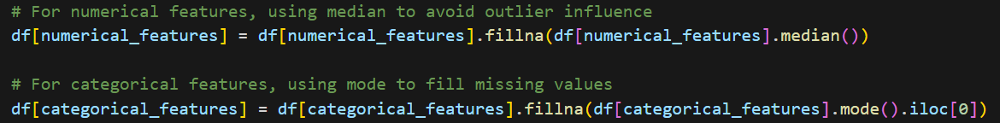 # For numerical features, using median to avoid outlier influence
df[numerical_features] = df[numerical_features].fillna(df[numerical_features].median())
# For categorical features, using mode to fill missing values
df[categorical_features] = df[categorical_features].fillna(df[categorical_features].mode().iloc[0])